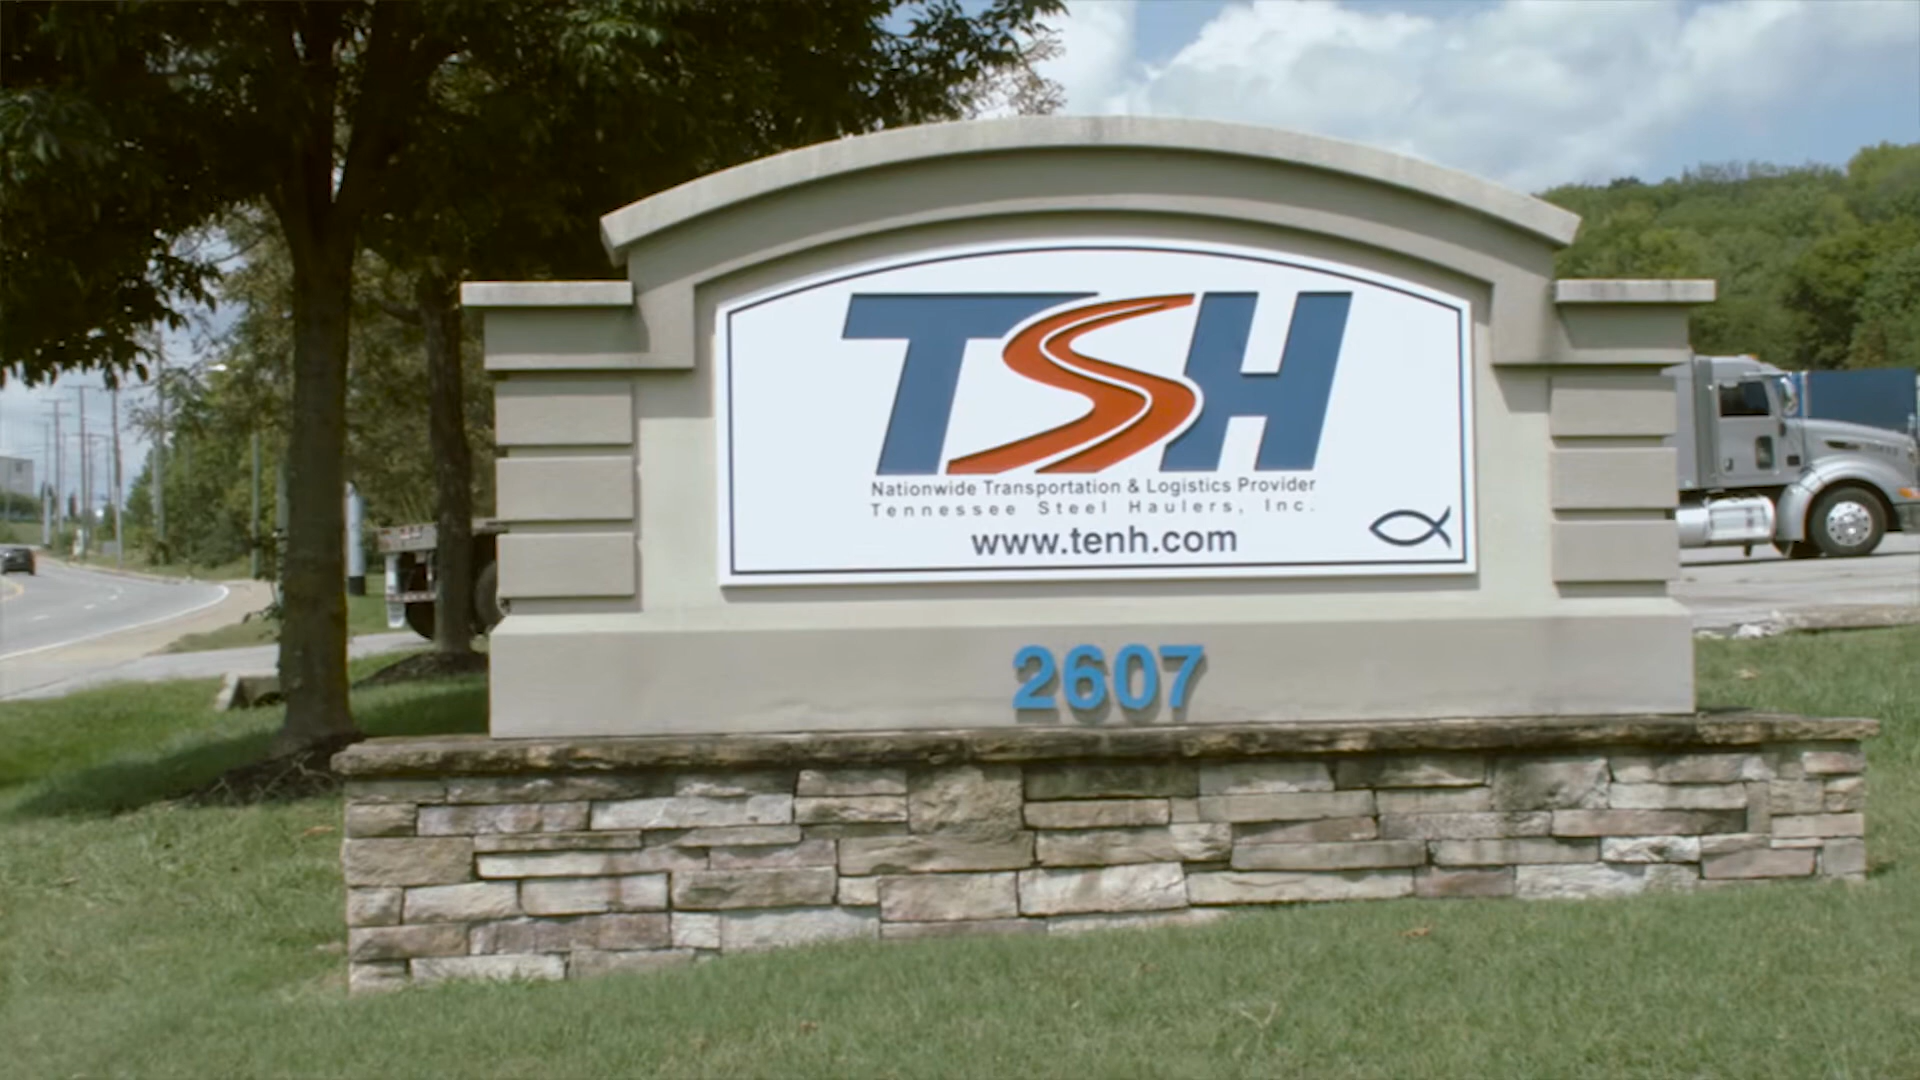 TSH
Nationwide Transportation & Logistics Provider
Tennessee Steel Haulers, Inc.
www.tenh.com
2607